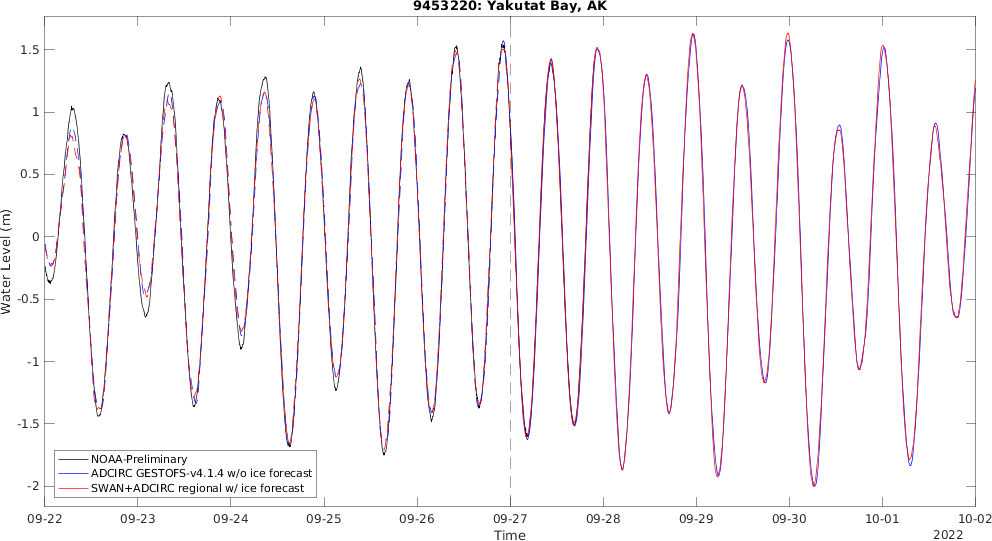 9453220: Yakutat Bay, AK
Water Level (m)
1.5
1
0.5
0
-0.5
-1
-1.5
-2
NOAA-Preliminary
ADCIRC GESTOFS-v4.1.4 w/o ice forecast
SWAN+ADCIRC regional w/ ice forecast
09-22 09-23 09-24 09-25 09-26 09-27 09-28 09-29 09-30 10-01 10-02
Time
2022